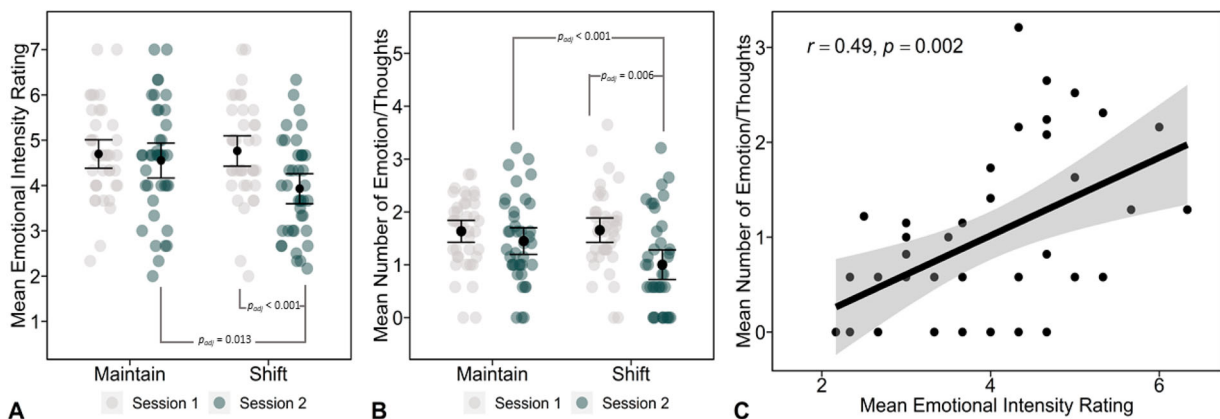 Mean Emotional Intensity Rating
7
6
5
4
3
2
1
p_adj < 0.001
p_adj = 0.013
Maintain Shift
A
Session 1 Session 2
Mean Number of Emotion/Thoughts
5
4
3
2
1
0
p_adj < 0.001
p_adj = 0.006
Maintain Shift
B
Session 1 Session 2
Mean Number of Emotion/Thoughts
3
2
1
0
r = 0.49, p = 0.002
2 4 6
C
Mean Emotional Intensity Rating